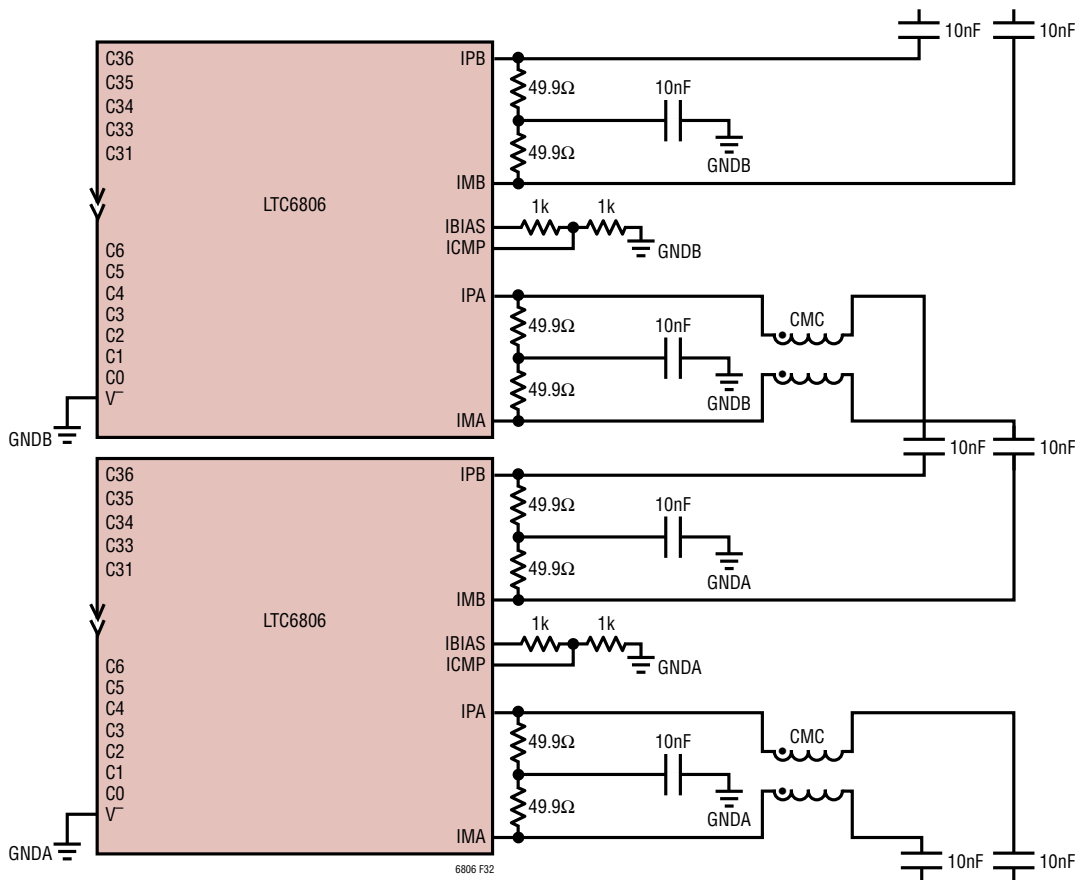 10nF 10nF
C36 IPB
C35
49.9Ω
10nF
C34
C33
GNDB
C31
49.9Ω
IMB
LTC6806
1k 1k
IBIAS
ICMP
GNDB
C6
C5
C4 IPA
C3
49.9Ω
10nF
CMC
C2
C1
C0
GNDB
49.9Ω
V–
IMA
GNDB
10nF 10nF
C36 IPB
C35
49.9Ω
10nF
C34
C33
GNDA
C31
49.9Ω
IMB
LTC6806
1k 1k
IBIAS
ICMP
GNDA
C6
C5
C4 IPA
C3
49.9Ω
10nF
CMC
C2
C1
C0
GNDA
49.9Ω
V–
IMA
GNDA
10nF 10nF
6806 F32